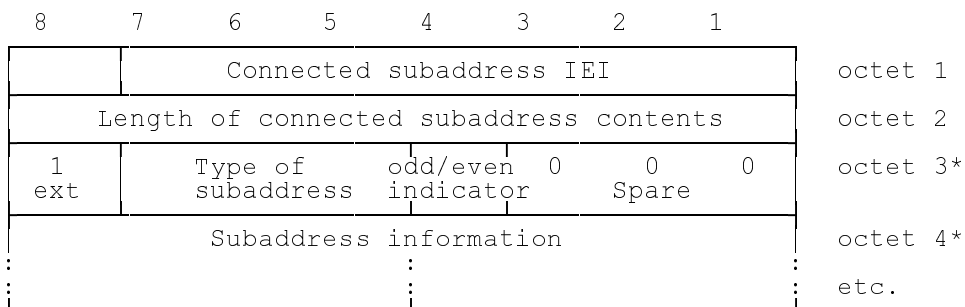 8 7 6 5 4 3 2 1
Connected subaddress IEI octet 1
Length of connected subaddress contents octet 2
1 Type of odd/even 0 0 0 octet 3*
ext subaddress indicator Spare
Subaddress information octet 4*
: : :
: : : etc.